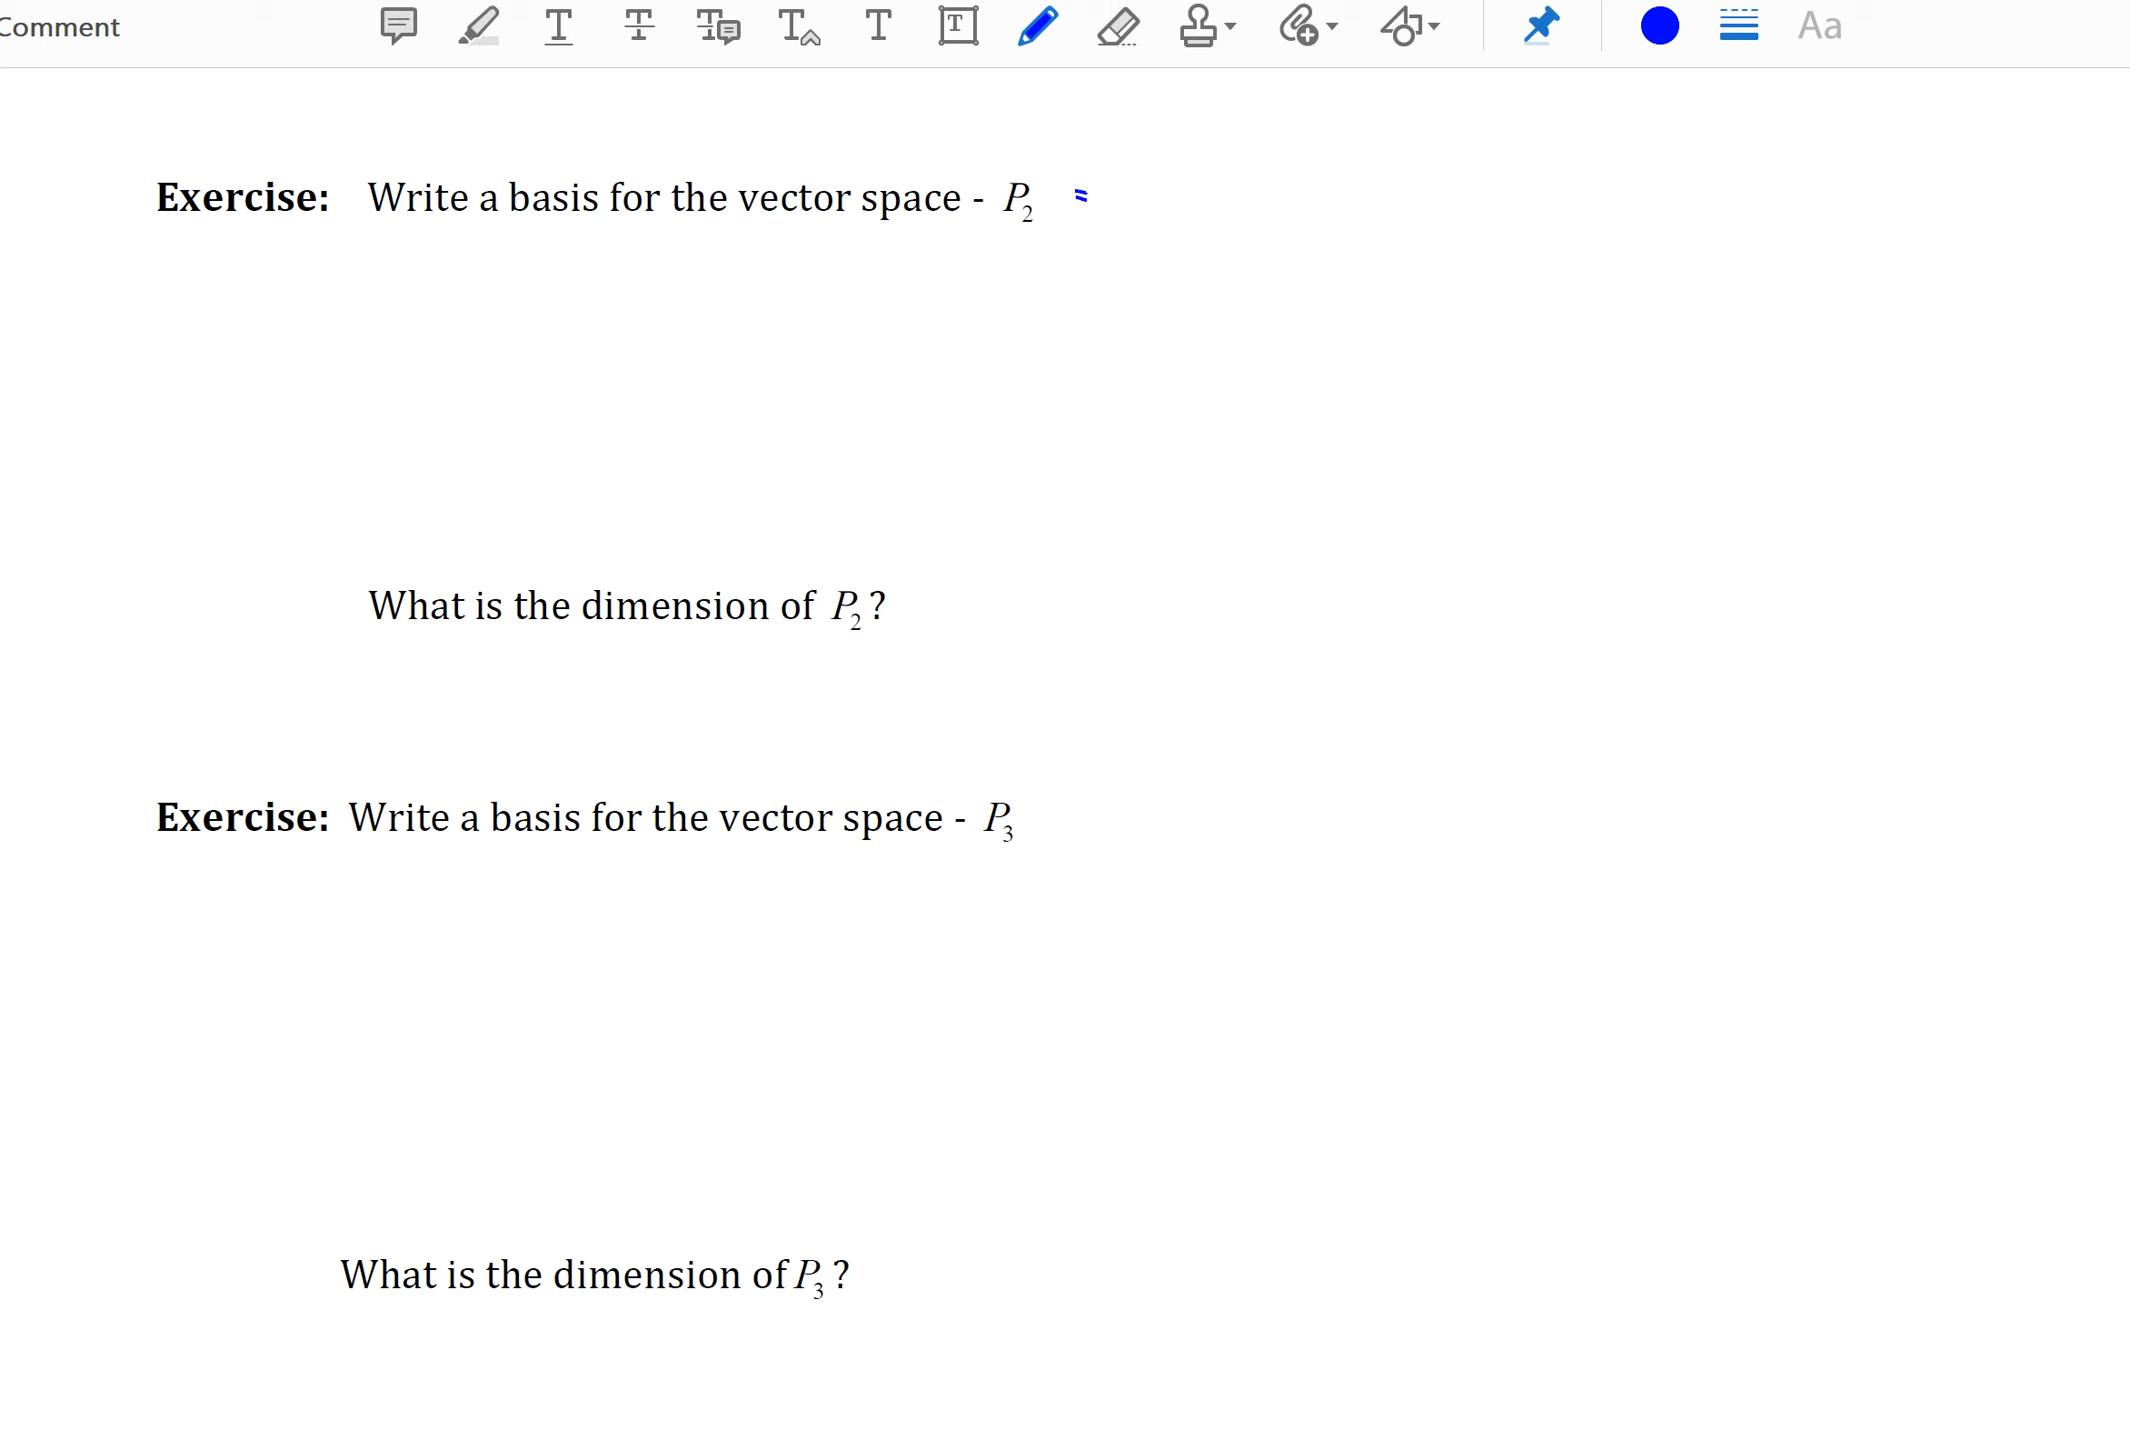 Comment
Aa
Exercise: Write a basis for the vector space - P₂ =
What is the dimension of P₂ ?
Exercise: Write a basis for the vector space - P₃
What is the dimension of P₃ ?